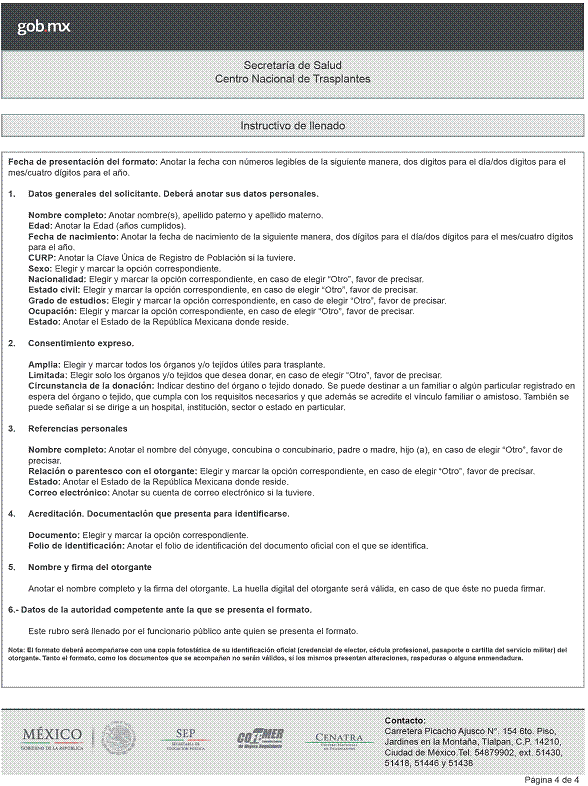 gob.mx
Secretaría de Salud
Centro Nacional de Trasplantes
Instructivo de llenado
Fecha de presentación del formato: Anotar la fecha con números legibles de la siguiente manera, dos dígitos para el día/dos dígitos para el
mes/cuatro dígitos para el año.
1. Datos generales del solicitante. Deberá anotar sus datos personales.
Nombre completo: Anotar nombre(s), apellido paterno y apellido materno.
Edad: Anotar la Edad (años cumplidos).
Fecha de nacimiento: Anotar la fecha de nacimiento de la siguiente manera, dos dígitos para el día/dos dígitos para el mes/cuatro dígitos
para el año.
CURP: Anotar la Clave Única de Registro de Población si la tuviere.
Sexo: Elegir y marcar la opción correspondiente.
Nacionalidad: Elegir y marcar la opción correspondiente, en caso de elegir “Otro”, favor de precisar.
Estado civil: Elegir y marcar la opción correspondiente, en caso de elegir “Otro”, favor de precisar.
Grado de estudios: Elegir y marcar la opción correspondiente, en caso de elegir “Otro”, favor de precisar.
Ocupación: Elegir y marcar la opción correspondiente, en caso de elegir “Otro”, favor de precisar.
Estado: Anotar el Estado de la República Mexicana donde reside.
2. Consentimiento expreso.
Amplia: Elegir y marcar todos los órganos y/o tejidos útiles para trasplante.
Limitada: Elegir solo los órganos y/o tejidos que desea donar, en caso de elegir “Otro”, favor de precisar.
Circunstancia de la donación: Indicar destino del órgano o tejido donado. Se puede destinar a un familiar o algún particular registrado en
espera del órgano o tejido, que cumpla con los requisitos necesarios y que además se acredite el vínculo familiar o amistoso. También se
puede señalar si se dirige a un hospital, institución, sector o estado en particular.
3. Referencias personales
Nombre completo: Anotar el nombre del cónyuge, concubina o concubinario, padre o madre, hijo (a), en caso de elegir “Otro”, favor de
precisar.
Relación o parentesco con el otorgante: Elegir y marcar la opción correspondiente, en caso de elegir “Otro”, favor de precisar.
Estado: Anotar el Estado de la República Mexicana donde reside.
Correo electrónico: Anotar su cuenta de correo electrónico si la tuviere.
4. Acreditación. Documentación que presenta para identificarse.
Documento: Elegir y marcar la opción correspondiente.
Folio de identificación: Anotar el folio de identificación del documento oficial con el que se identifica.
5. Nombre y firma del otorgante
Anotar el nombre completo y la firma del otorgante. La huella digital del otorgante será válida, en caso de que éste no pueda firmar.
6.- Datos de la autoridad competente ante la que se presenta el formato.
Este rubro será llenado por el funcionario público ante quien se presenta el formato.
Nota: El formato deberá acompañarse con una copia fotostática de su identificación oficial (credencial de elector, cédula profesional, pasaporte o cartilla del servicio militar) del
otorgante. Tanto el formato, como los documentos que se acompañen no serán válidos, si los mismos presentan alteraciones, raspaduras o alguna enmendadura.
MÉXICO
GOBIERNO DE LA REPÚBLICA
SEP
SECRETARÍA DE
EDUCACIÓN PÚBLICA
COFEMER
de Mejora Regulatoria
CENATRA
CENTRO NACIONAL
DE TRASPLANTES
Contacto:
Carretera Picacho Ajusco N°. 154 6to. Piso,
Jardines en la Montaña, Tlalpan, C.P. 14210,
Ciudad de México.Tel. 54879902, ext. 51430,
51418, 51446 y 51438
Página 4 de 4